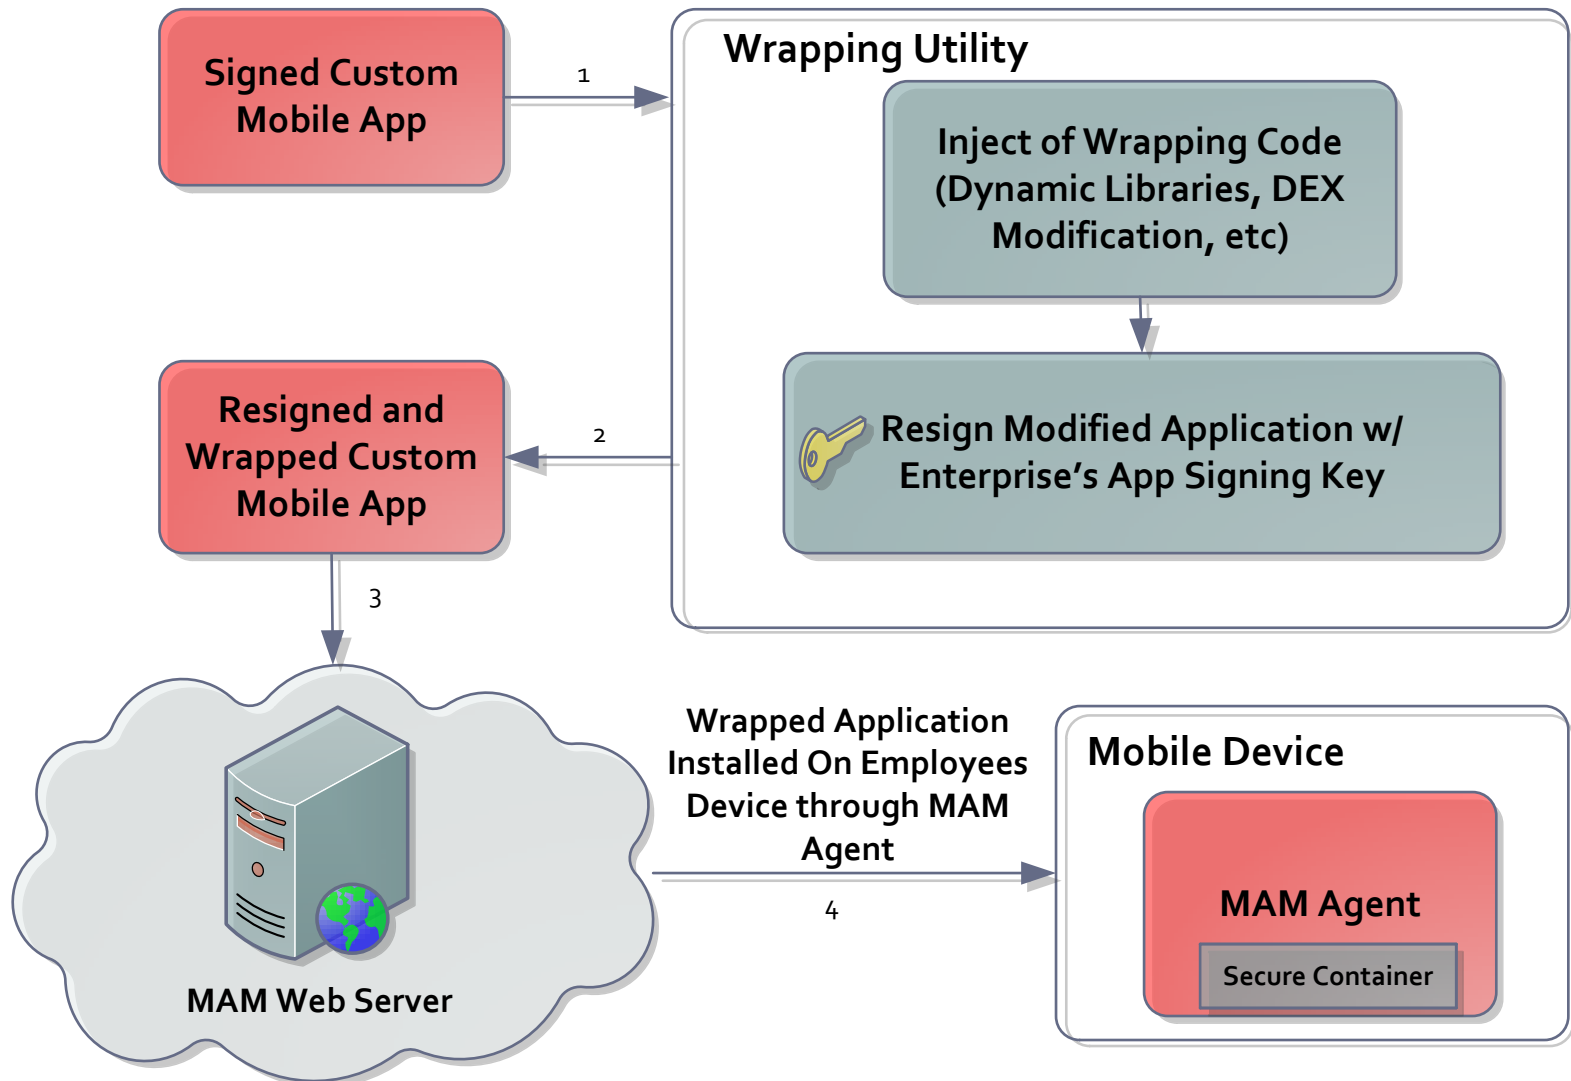 Signed Custom
Mobile App
1
Wrapping Utility
Inject of Wrapping Code
(Dynamic Libraries, DEX
Modification, etc)
Resign Modified Application w/
Enterprise’s App Signing Key
2
Resigned and
Wrapped Custom
Mobile App
3
MAM Web Server
Wrapped Application
Installed On Employees
Device through MAM
Agent
4
Mobile Device
MAM Agent
Secure Container